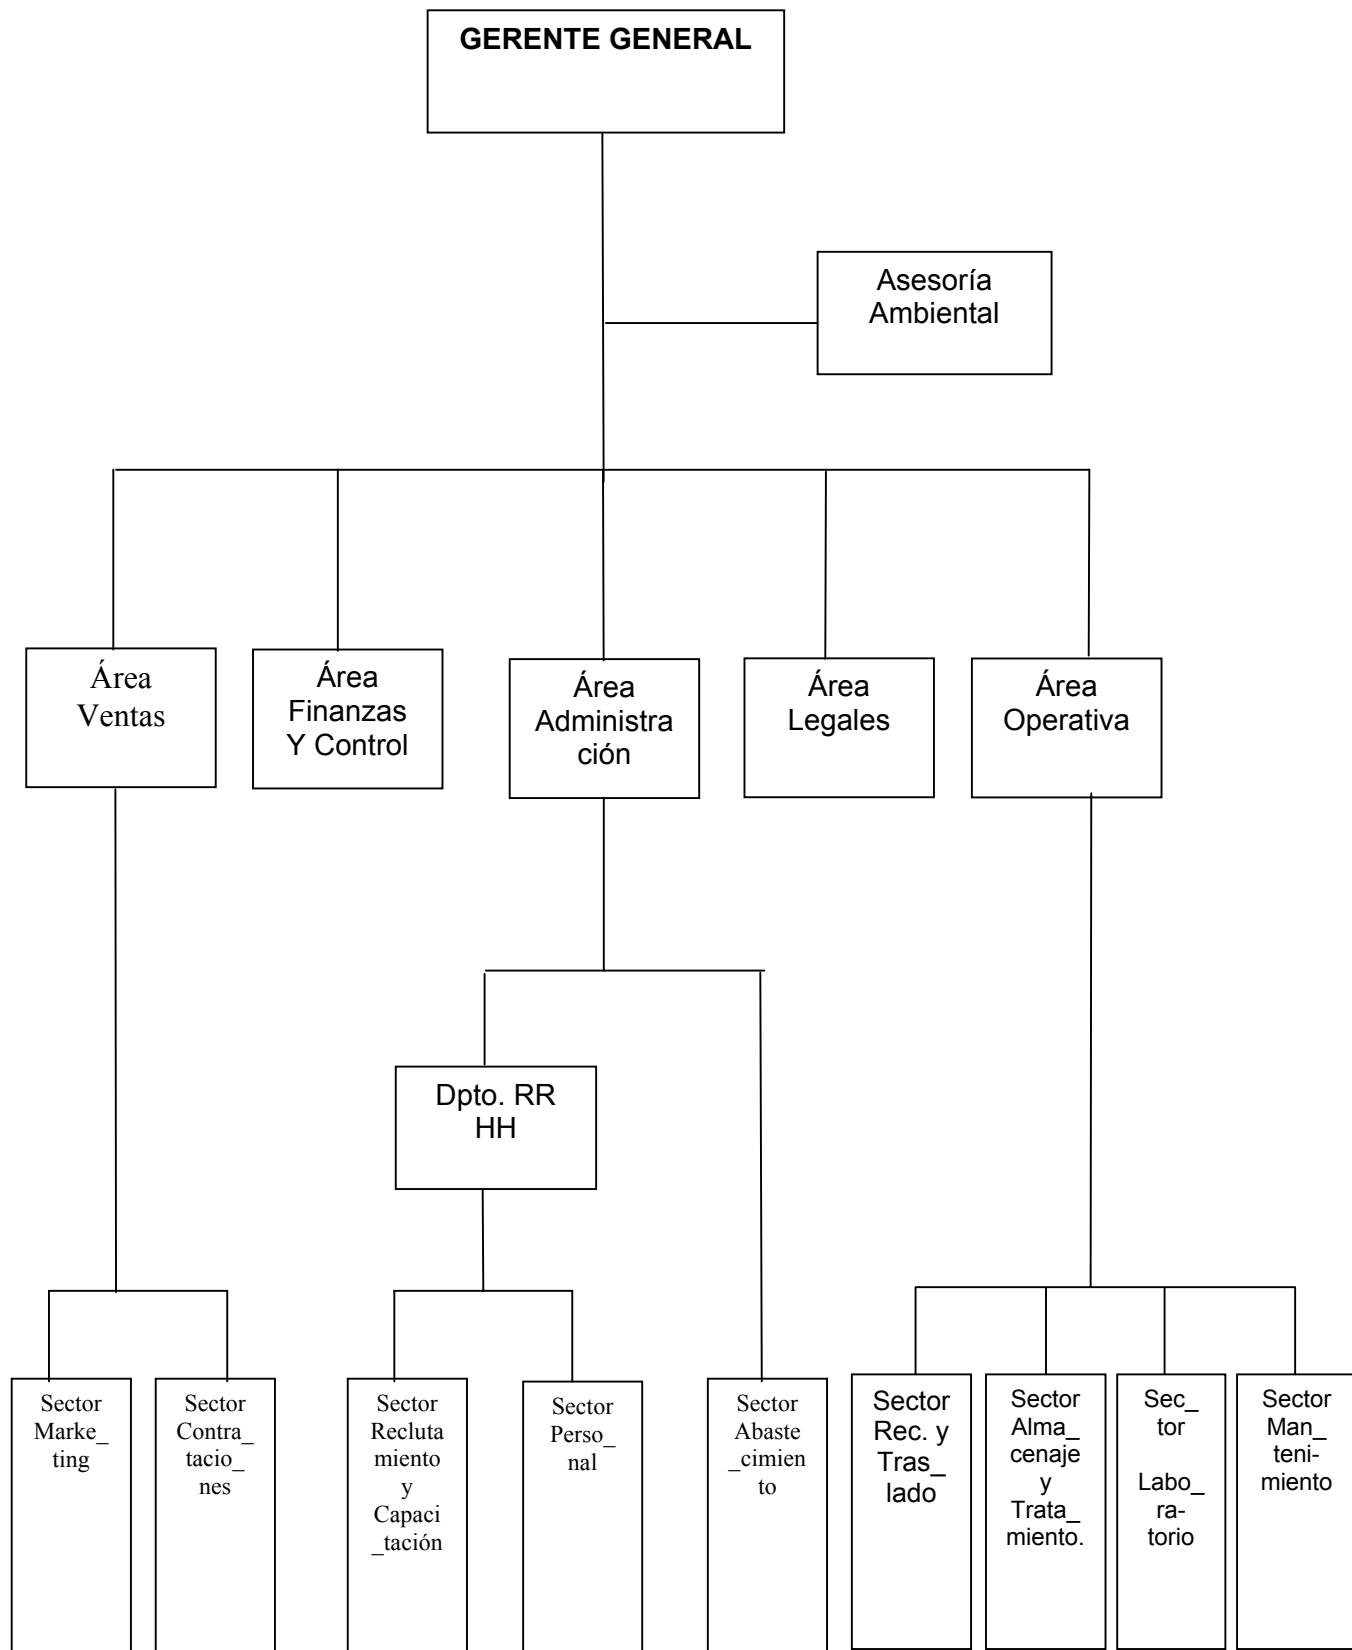 GERENTE GENERAL
Asesoría
Ambiental
Área
Ventas
Área
Finanzas
Y Control
Área
Administra
ción
Área
Legales
Área
Operativa
Dpto. RR
HH
Sector
Marke_
ting
Sector
Contra_
tacio_
nes
Sector
Recluta
miento
y
Capaci
_tación
Sector
Perso_
nal
Sector
Abaste
_cimien
to
Sector
Rec. y
Tras_
lado
Sector
Alma_
cenaje
y
Trata_
miento.
Sec_
tor
Labo_
ra-
torio
Sector
Man_
teni-
miento